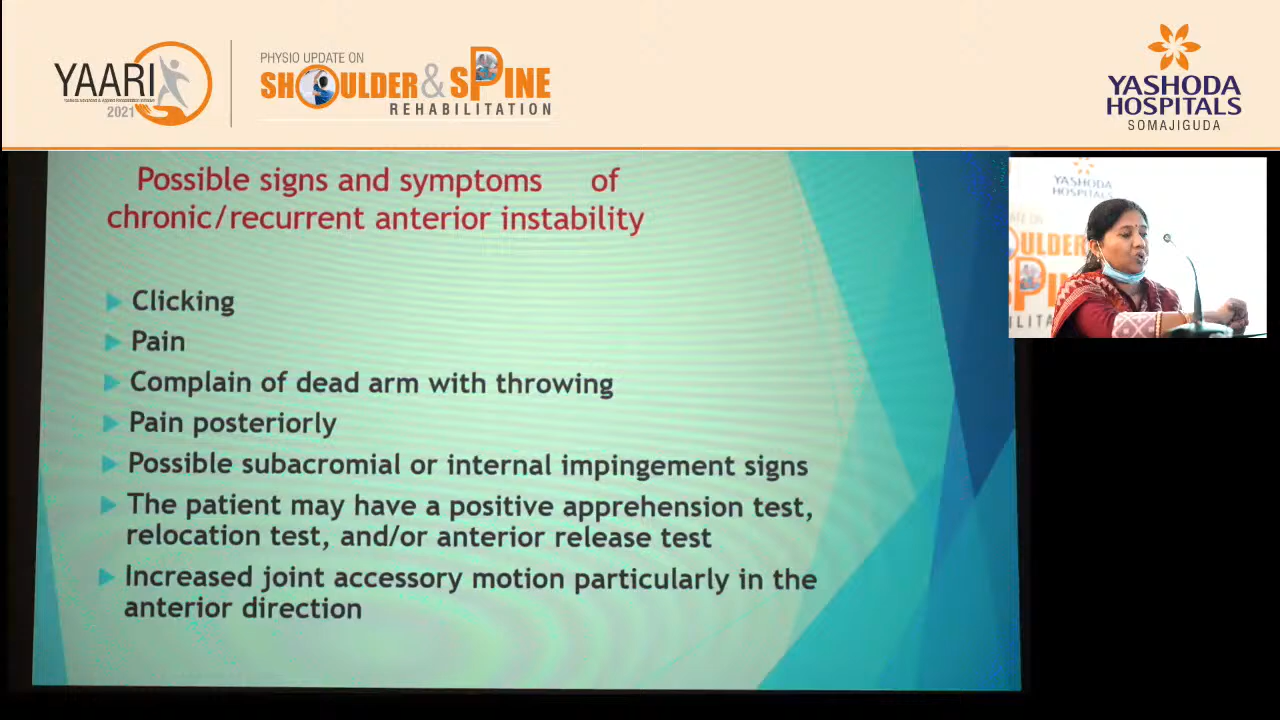 YAARI
2021
PHYSIO UPDATE ON
SHOULDER & SPINE
REHABILITATION
YASHODA
HOSPITALS
SOMAJIGUDA
Possible signs and symptoms of
chronic/recurrent anterior instability
Clicking
Pain
Complain of dead arm with throwing
Pain posteriorly
Possible subacromial or internal impingement signs
The patient may have a positive apprehension test,
relocation test, and/or anterior release test
Increased joint accessory motion particularly in the
anterior direction
YASHODA
HOSPITALS